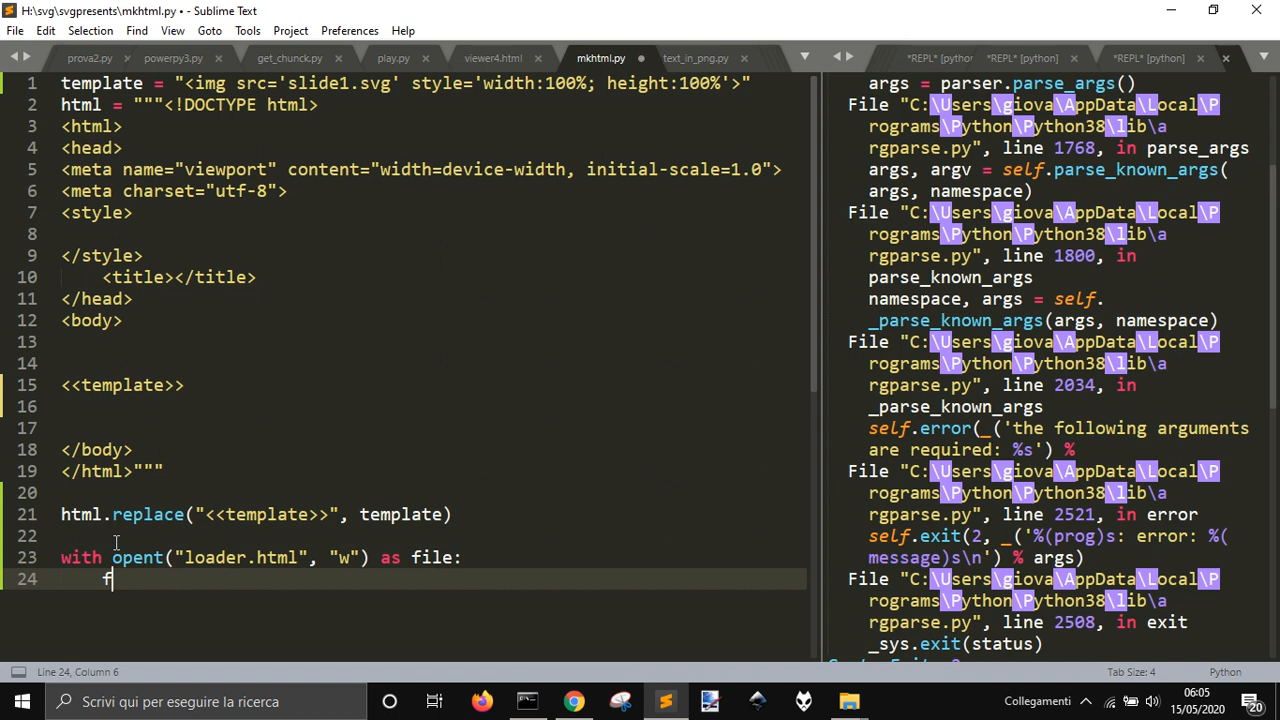 H:\svg\svgpresents\mkhtml.py • - Sublime Text
File Edit Selection Find View Goto Tools Project Preferences Help
prova2.py powerpy3.py get_chunck.py play.py viewer4.html mkhtml.py text_in_png.py
*REPL* [python *REPL* [python *REPL* [python]
1 template = "<img src='slide1.svg' style='width:100%; height:100%'>"
2 html = """<!DOCTYPE html>
3 <html>
4 <head>
5 <meta name="viewport" content="width=device-width, initial-scale=1.0">
6 <meta charset="utf-8">
7 <style>
8
9 </style>
10 <title></title>
11 </head>
12 <body>
13
14
15 <<template>>
16
17
18 </body>
19 </html>"""
20
21 html.replace("<<template>>", template)
22
23 with opent("loader.html", "w") as file:
24 f
args = parser.parse_args()
File "C:\Users\giova\AppData\Local\P
rograms\Python\Python38\lib\a
rgparse.py", line 1768, in parse_args
args, argv = self.parse_known_args(
args, namespace)
File "C:\Users\giova\AppData\Local\P
rograms\Python\Python38\lib\a
rgparse.py", line 1800, in
parse_known_args
namespace, args = self.
_parse_known_args(args, namespace)
File "C:\Users\giova\AppData\Local\P
rograms\Python\Python38\lib\a
rgparse.py", line 2034, in
_parse_known_args
self.error(_('the following arguments
are required: %s') %
File "C:\Users\giova\AppData\Local\P
rograms\Python\Python38\lib\a
rgparse.py", line 2521, in error
self.exit(2, _('%(prog)s: error: %(
message)s\n') % args)
File "C:\Users\giova\AppData\Local\P
rograms\Python\Python38\lib\a
rgparse.py", line 2508, in exit
_sys.exit(status)
Line 24, Column 6 Tab Size: 4 Python
Scrivi qui per eseguire la ricerca
Collegamenti
06:05
15/05/2020
20